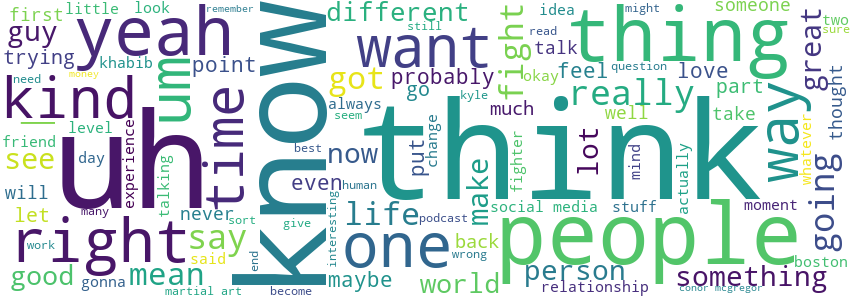 first
little
look
remember
different
idea
someone
might
guy
yeah
still
thing
two
sure
read
great
trying
khabib
point
want
fight
talk
okay
question
need
money
um
know
got
probably
feel
love
kind
time
always
go
kyle
really
part
way
thought
seem
much
well
take
level
experience
uh
best
put
change
think
lot
friend
day
talking
now
fighter
mind
actually
whatever
see
even
human
make
will
many
never
sort
interesting
life
podcast
social media
stuff
moment
going
let
right
say
give
one
back
people
work
said
end
wrong
person
boston
good
gonna
mean
maybe
world
relationship
something
martial art
become
conor mcgregor